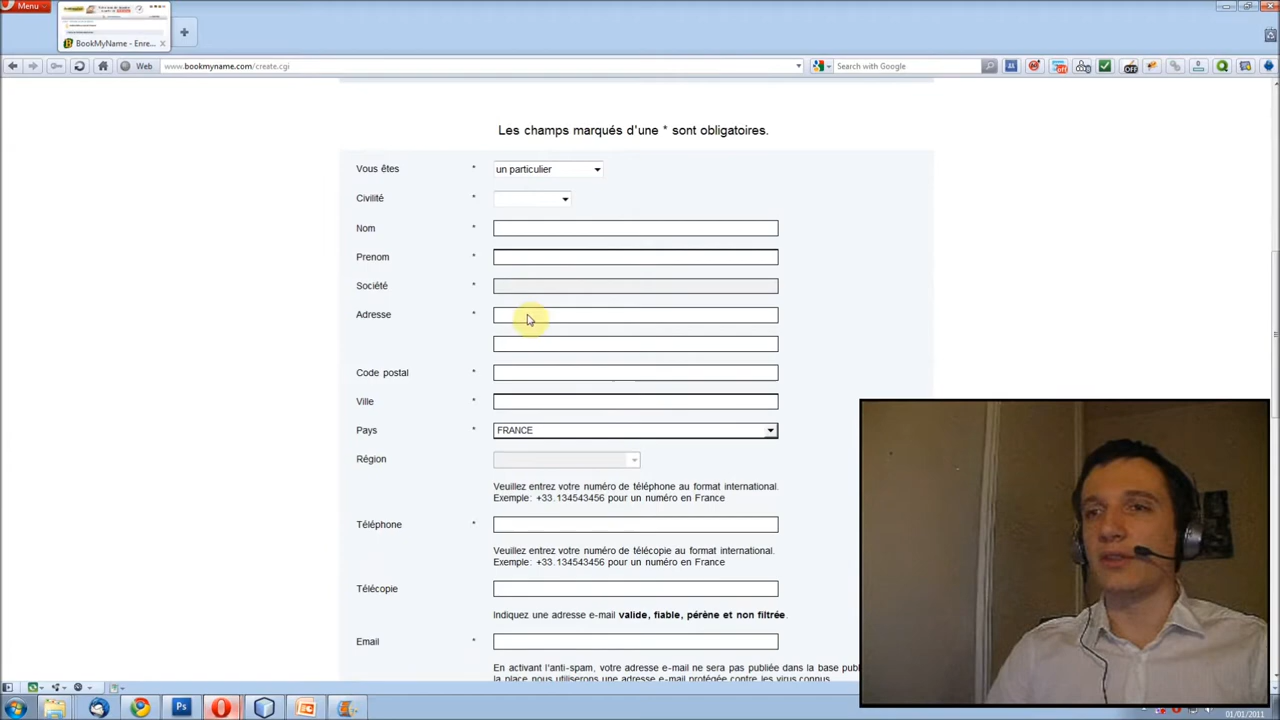 Menu
BookMyName - Enre...
Web
www.bookmyname.com/create.cgi
Search with Google
OFF
Les champs marqués d'une * sont obligatoires.
Vous êtes * un particulier
Civilité *
Nom *
Prenom *
Société *
Adresse *
Code postal *
Ville *
Pays * FRANCE
Région
Veuillez entrez votre numéro de téléphone au format international.
Exemple: +33.134543456 pour un numéro en France
Téléphone *
Veuillez entrez votre numéro de télécopie au format international.
Exemple: +33.134543456 pour un numéro en France
Télécopie
Indiquez une adresse e-mail valide, fiable, pérène et non filtrée.
Email *
En activant l'anti-spam, votre adresse e-mail ne sera pas publiée dans la base pu
la place nous utiliserons une adresse e-mail protégée contre les virus connus
01/01/2011